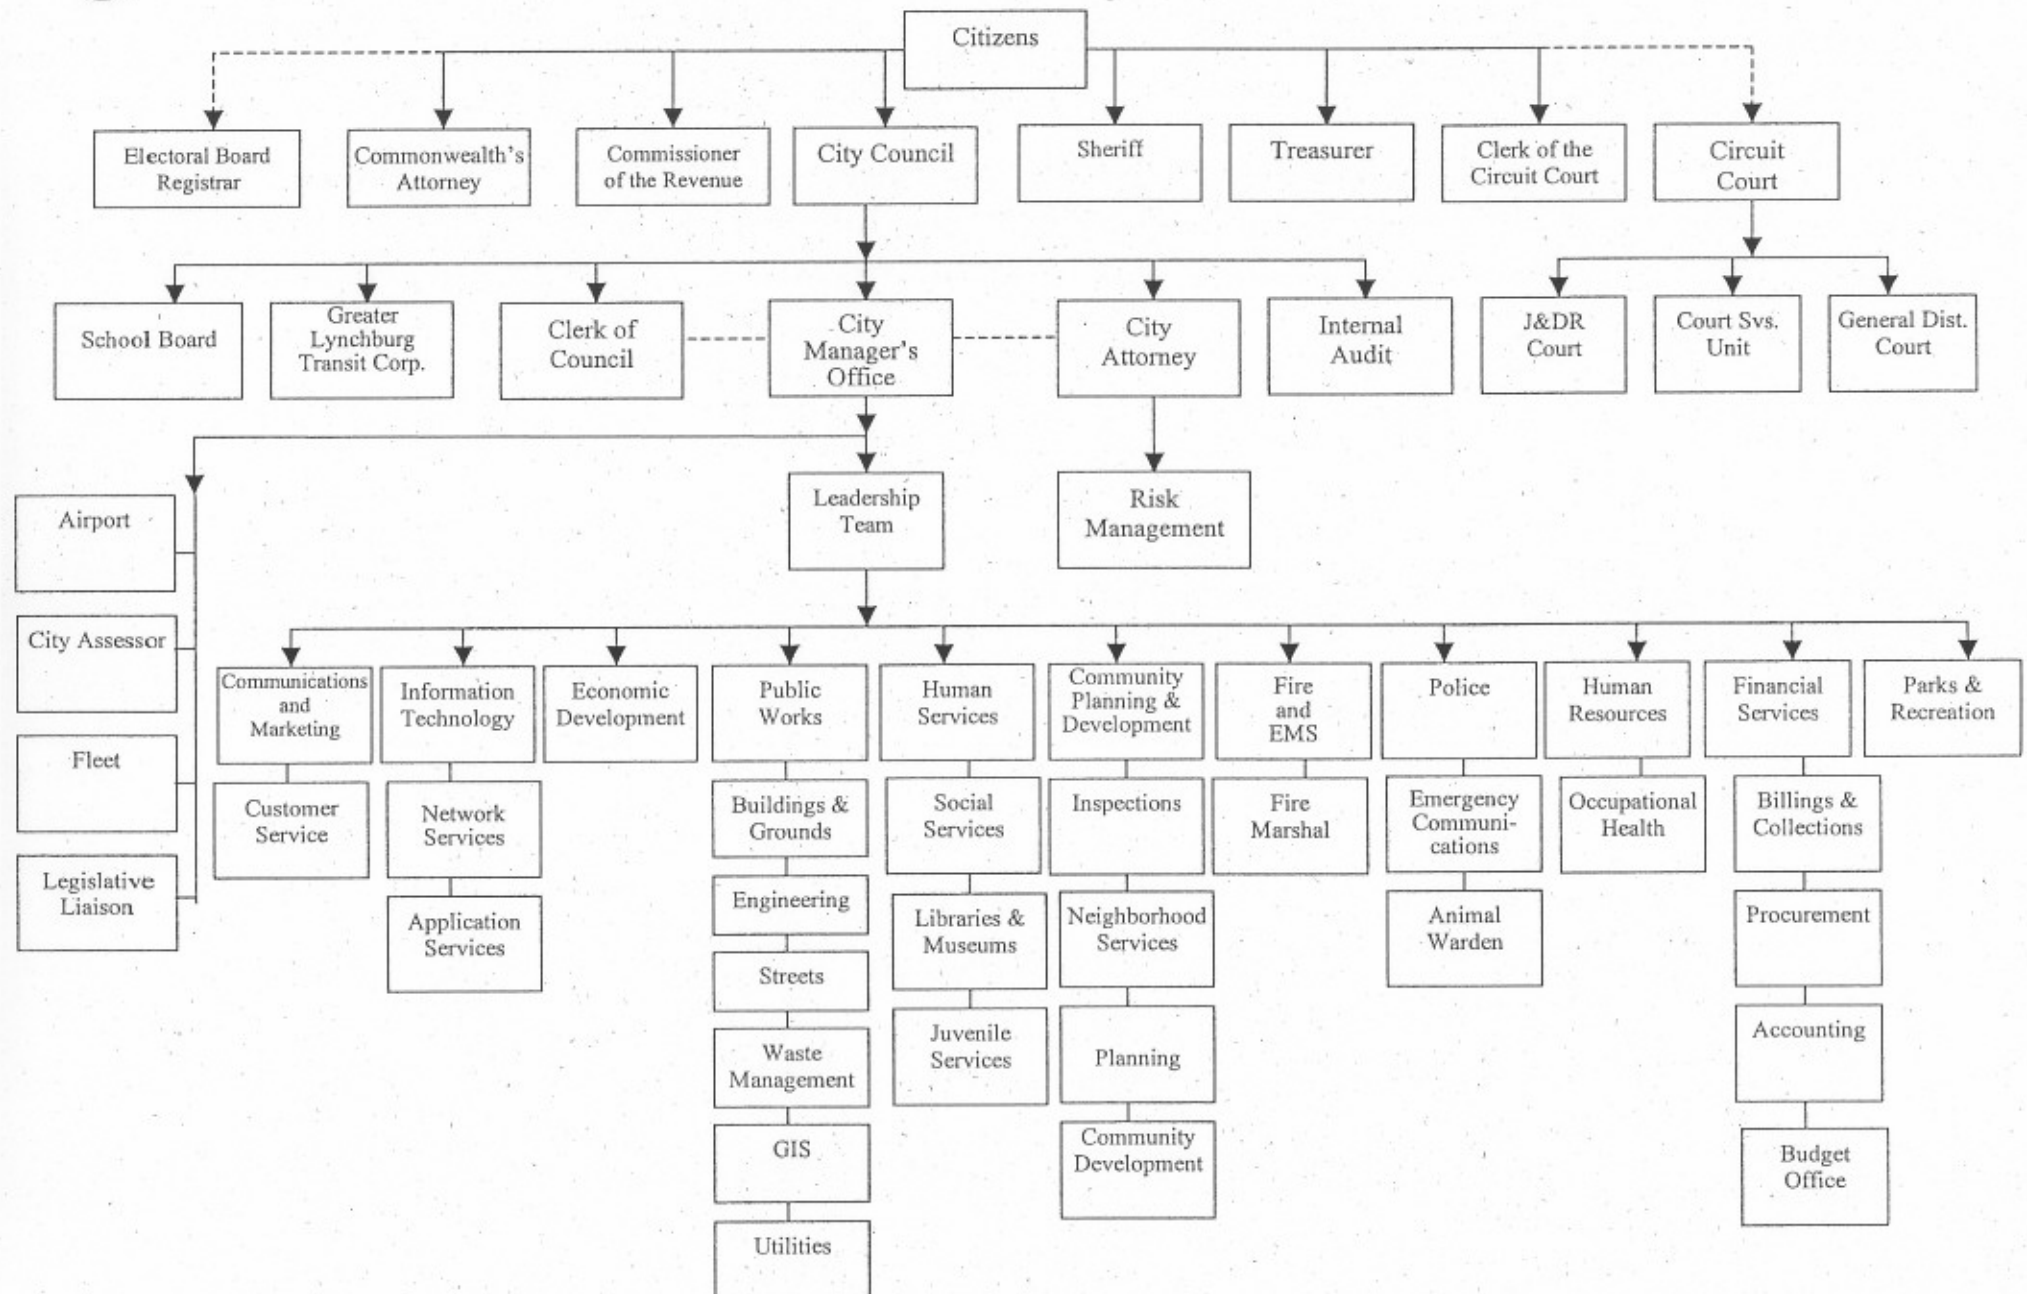 Citizens
Electoral Board
Registrar
Commonwealth's
Attorney
Commissioner
of the Revenue
City Council
Sheriff
Treasurer
Clerk of the
Circuit Court
Circuit
Court
School Board
Greater
Lynchburg
Transit Corp.
Clerk of
Council
City
Manager's
Office
City
Attorney
Internal
Audit
J&DR
Court
Court Svs.
Unit
General Dist.
Court
Leadership
Team
Risk
Management
Airport
City Assessor
Fleet
Legislative
Liaison
Communications
and
Marketing
Customer
Service
Information
Technology
Network
Services
Application
Services
Economic
Development
Public
Works
Buildings &
Grounds
Engineering
Streets
Waste
Management
GIS
Utilities
Human
Services
Social
Services
Libraries &
Museums
Juvenile
Services
Community
Planning &
Development
Inspections
Neighborhood
Services
Planning
Community
Development
Fire
and
EMS
Fire
Marshal
Police
Emergency
Communi-
cations
Animal
Warden
Human
Resources
Occupational
Health
Financial
Services
Billings &
Collections
Procurement
Accounting
Budget
Office
Parks &
Recreation